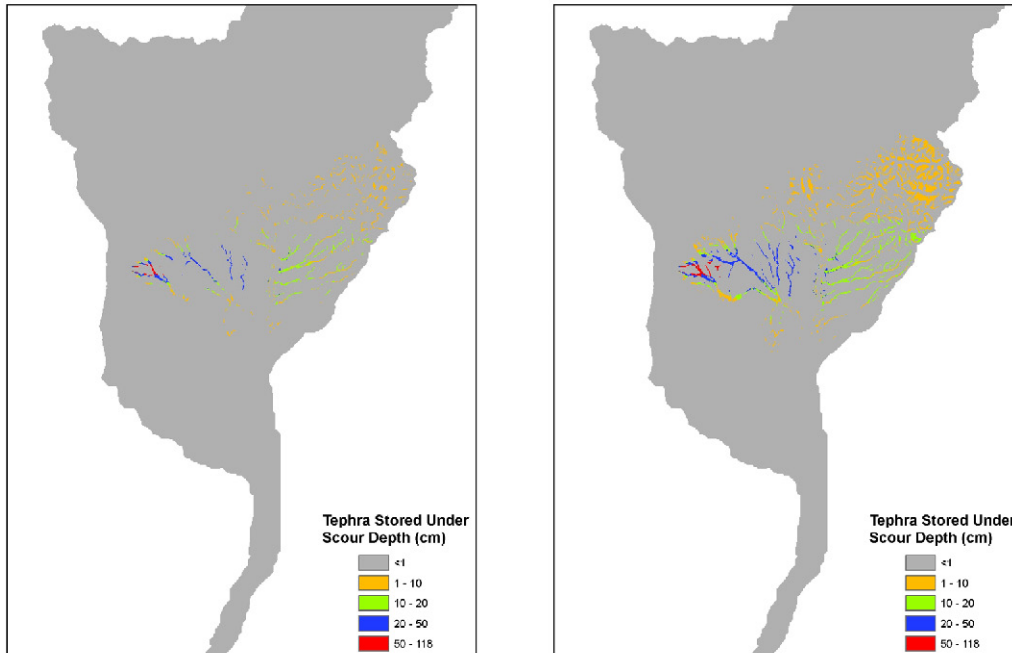 Tephra Stored Under
Scour Depth (cm)
<1
1 - 10
10 - 20
20 - 50
50 - 118
Tephra Stored Under
Scour Depth (cm)
<1
1 - 10
10 - 20
20 - 50
50 - 118